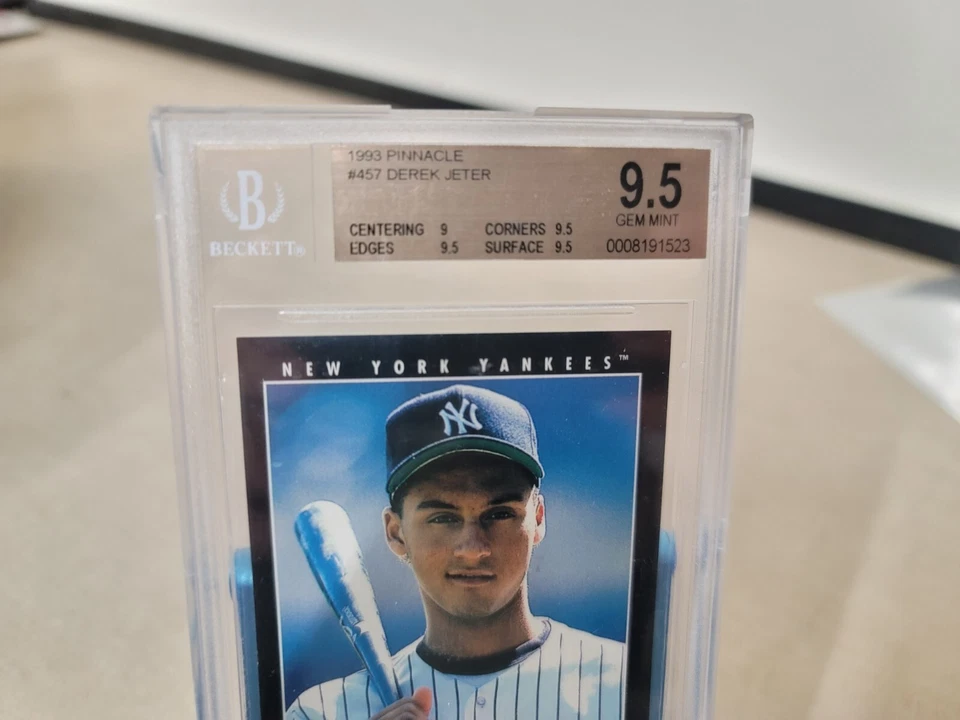 1993 PINNACLE
#457 DEREK JETER
9.5
GEM MINT
B
BECKETT®
CENTERING 9 CORNERS 9.5
EDGES 9.5 SURFACE 9.5
0008191523
NEW YORK YANKEES™
NY